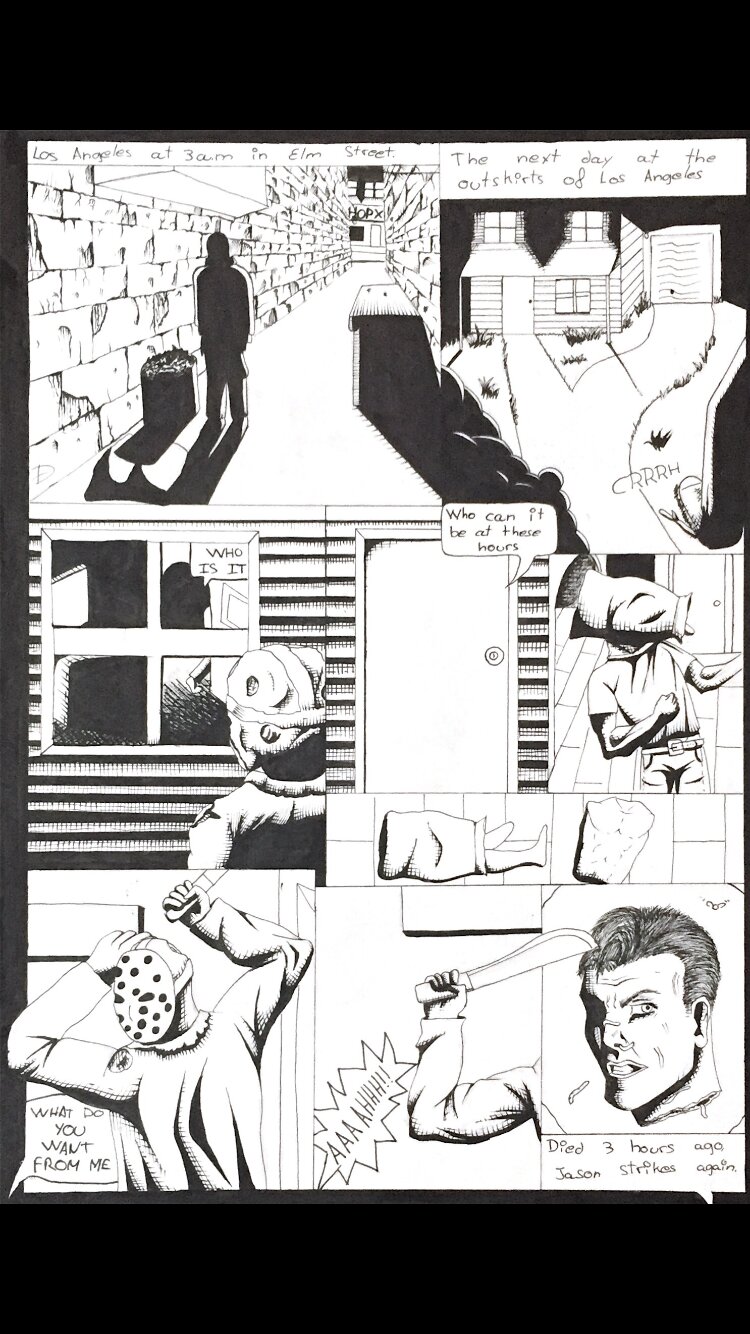 Los Angeles at 3am in Elm Street.
HOPX
The next day at the
outshirts of Los Angeles
CRRRH
WHO
IS IT
Who can it
be at these
hours
WHAT DO
YOU
WANT
FROM ME
AAAAHHH!!
Died 3 hours ago.
Jason strikes again.